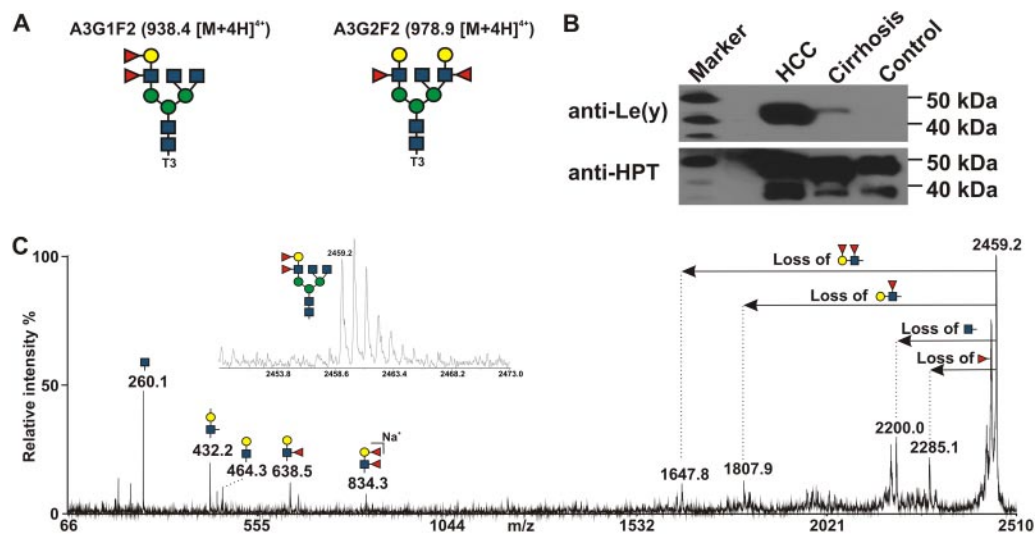 A
A3G1F2 (938.4 [M+4H]⁴⁺)
T3
A3G2F2 (978.9 [M+4H]⁴⁺)
T3
B
Marker
HCC
Cirrhosis
Control
anti-Le(y)
50 kDa
40 kDa
anti-HPT
50 kDa
40 kDa
C
Relative intensity %
100
50
0
2459.2
2453.8
2458.6
2463.4
2468.2
2473.0
260.1
432.2
464.3
638.5
Na⁺
834.3
Loss of
Loss of
Loss of
Loss of
2459.2
1647.8
1807.9
2200.0
2285.1
66
555
1044
m/z
1532
2021
2510